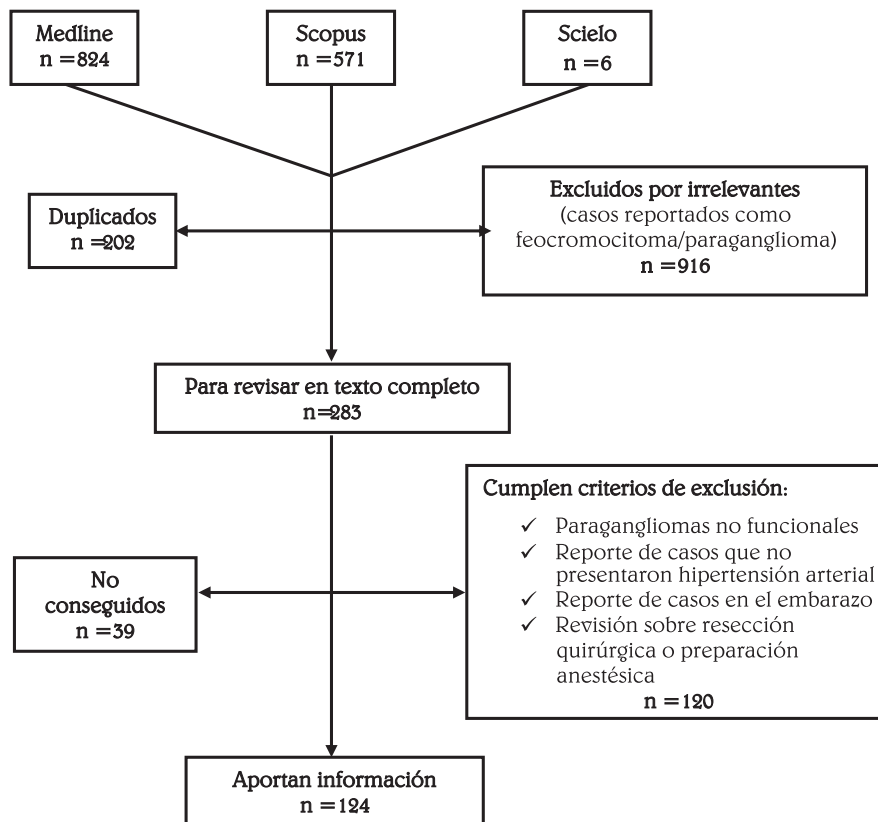 Medline
n =824
Scopus
n =571
Scielo
n =6
Duplicados
n =202
Excluidos por irrelevantes
(casos reportados como
feocromocitoma/paraganglioma)
n =916
Para revisar en texto completo
n=283
Cumplen criterios de exclusión:
✓ Paragangliomas no funcionales
✓ Reporte de casos que no
presentaron hipertensión arterial
✓ Reporte de casos en el embarazo
✓ Revisión sobre resección
quirúrgica o preparación
anestésica
n =120
No
conseguidos
n =39
Aportan información
n =124